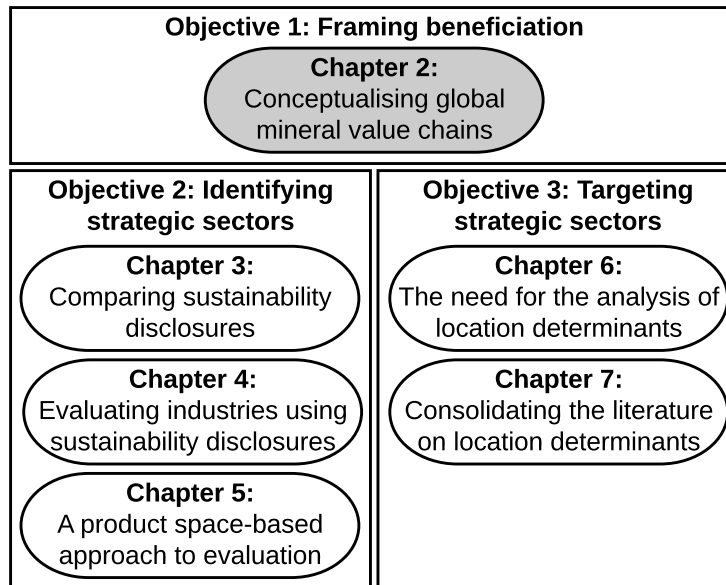 Objective 1: Framing beneficiation
Chapter 2:
Conceptualising global
mineral value chains
Objective 2: Identifying
strategic sectors
Chapter 3:
Comparing sustainability
disclosures
Chapter 4:
Evaluating industries using
sustainability disclosures
Chapter 5:
A product space-based
approach to evaluation
Objective 3: Targeting
strategic sectors
Chapter 6:
The need for the analysis of
location determinants
Chapter 7:
Consolidating the literature
on location determinants